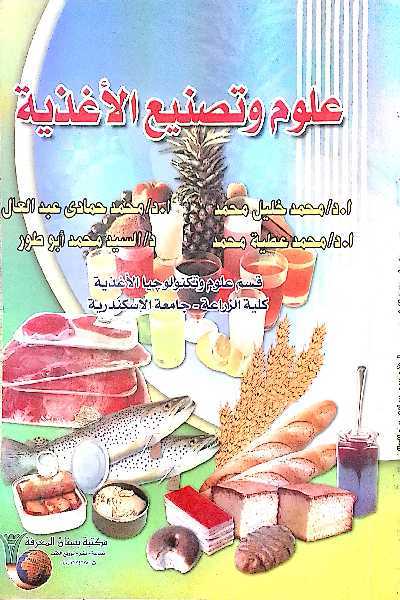 علوم وتصنيع الأغذية
ا.د/محمد خليل محمد
ا.د/محمد حمادى عبد العال
ا.د/محمد عطية محمد
د/السيد محمد أبو طور
قسم علوم وتكنولوجيا الأغذية
كلية الزراعة - جامعة الإسكندرية
مكتبة بستان المعرفة